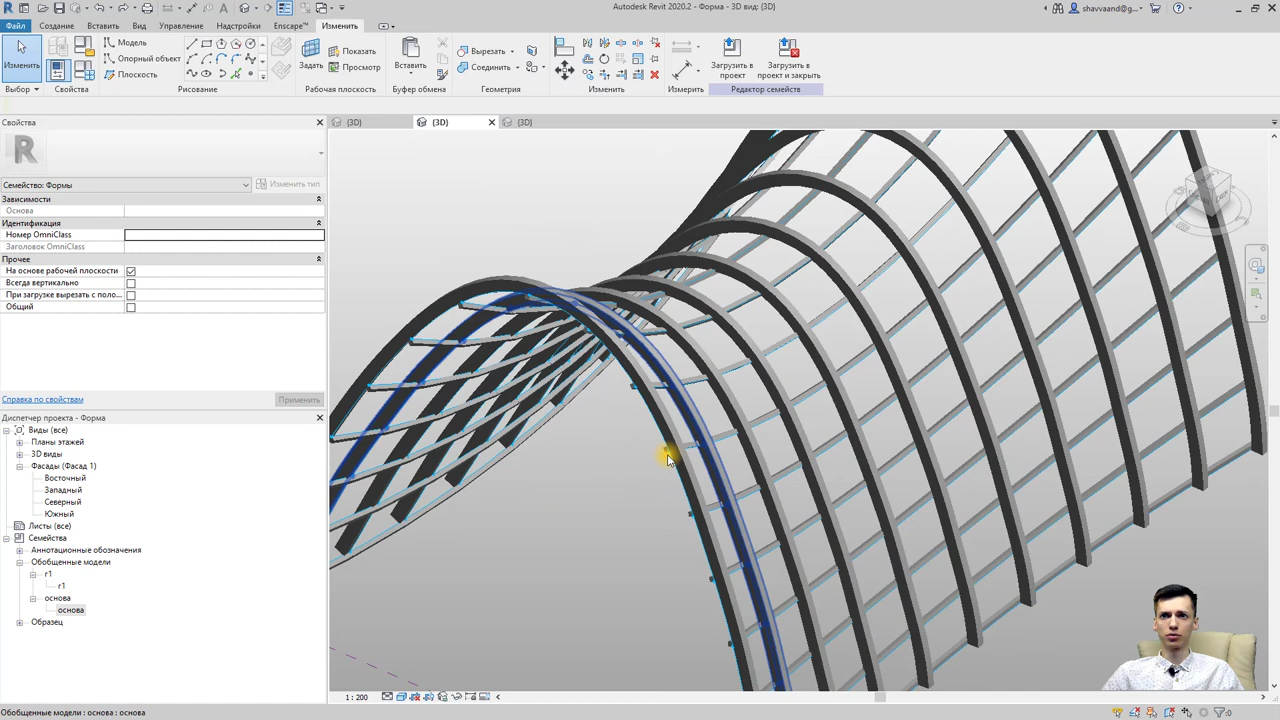 Autodesk Revit 2020.2 - Форма - 3D вид: {3D}
shavvaand@g...
Файл Создание Вставить Вид Управление Надстройки Enscape™ Изменить
Изменить
Выбор
Свойства
Модель
Опорный объект
Плоскость
Рисование
Задать
Показать
Просмотр
Рабочая плоскость
Вставить
Буфер обмена
Вырезать
Соединить
Геометрия
Изменить
Измерить
Загрузить в
проект
Загрузить в
проект и закрыть
Редактор семейств
Свойства
{3D} {3D} {3D}
Семейство: Формы
Изменить тип
Зависимости
Основа
Идентификация
Номер OmniClass
Заголовок OmniClass
Прочее
На основе рабочей плоскости
Всегда вертикально
При загрузке вырезать с поло...
Общий
Справка по свойствам
Применить
Диспетчер проекта - Форма
Виды (все)
Планы этажей
3D виды
Фасады (Фасад 1)
Восточный
Западный
Северный
Южный
Листы (все)
Семейства
Аннотационные обозначения
Обобщенные модели
r1
r1
основа
основа
Образец
1 : 200
Обобщенные модели : основа : основа
:0